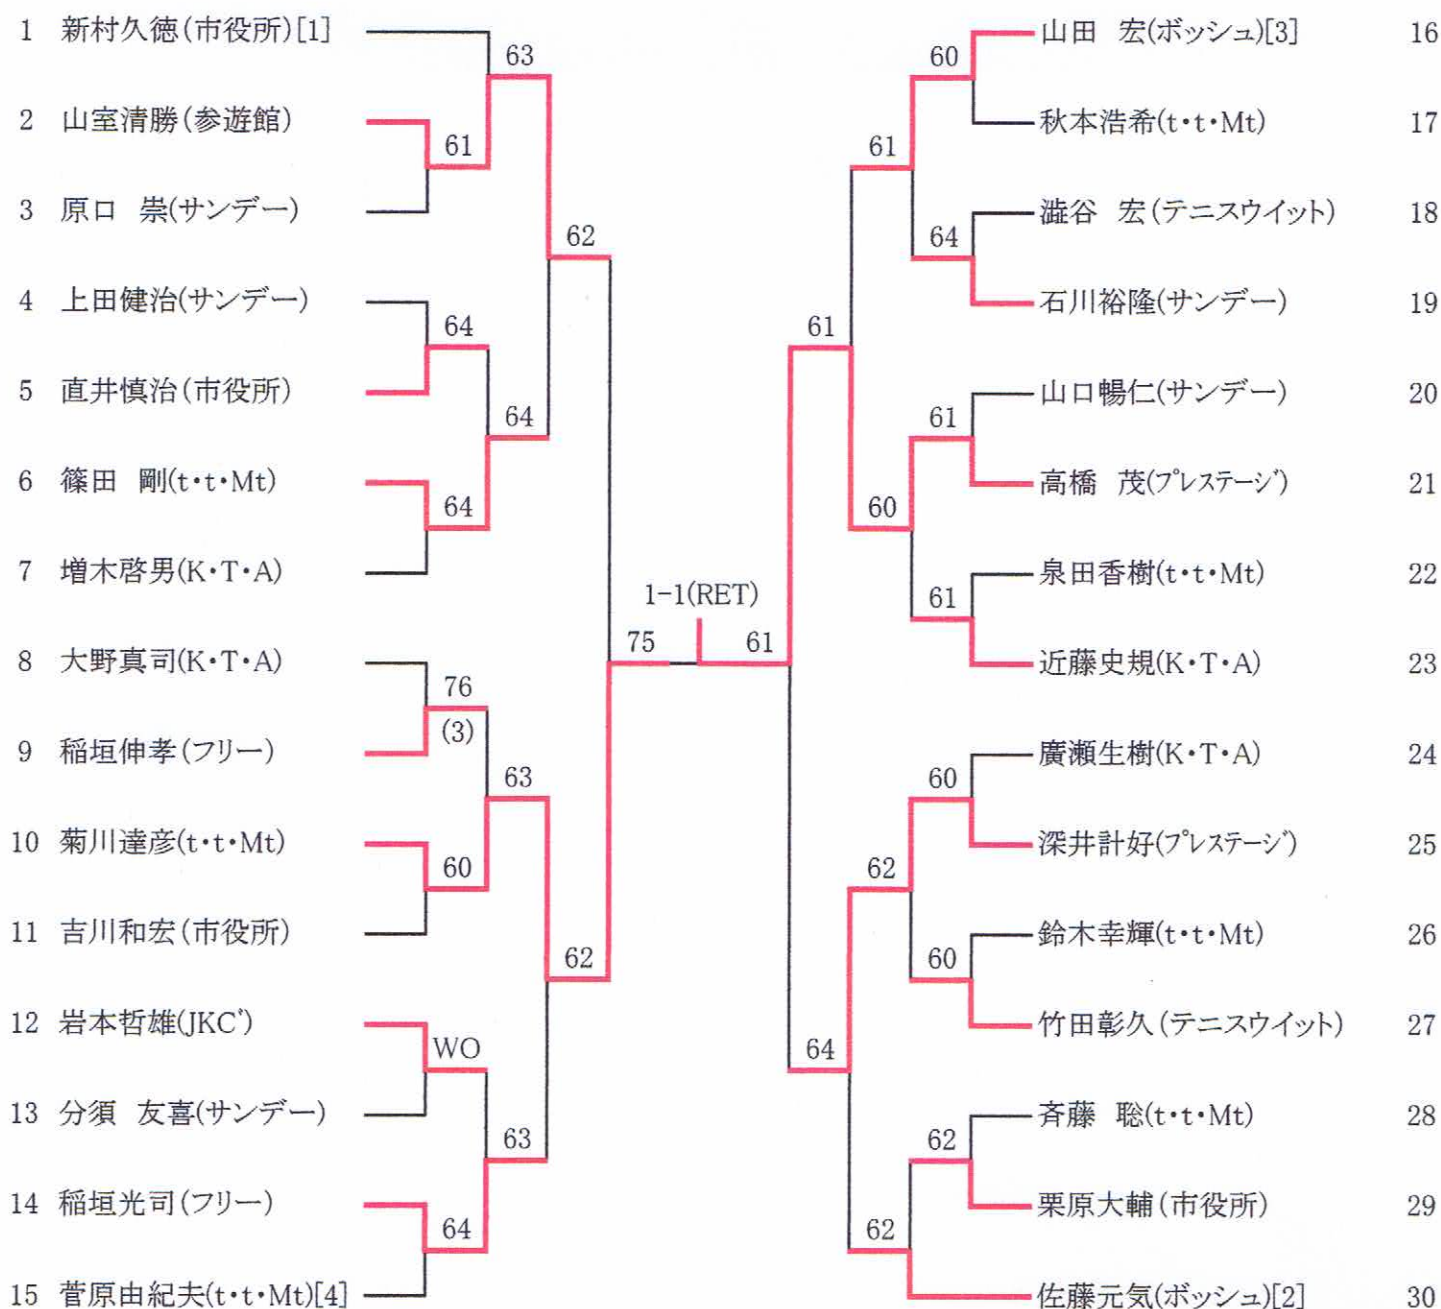 1 新村久徳(市役所)[1]
2 山室清勝(参遊館)
3 原口 崇(サンデー)
4 上田健治(サンデー)
5 直井慎治(市役所)
6 篠田 剛(t・t・Mt)
7 増木啓男(K・T・A)
8 大野真司(K・T・A)
9 稲垣伸孝(フリー)
10 菊川達彦(t・t・Mt)
11 吉川和宏(市役所)
12 岩本哲雄(JKC゛)
13 分須 友喜(サンデー)
14 稲垣光司(フリー)
15 菅原由紀夫(t・t・Mt)[4]
63
61
62
64
64
64
76
(3)
63
60
62
WO
63
64
75
1-1(RET)
61
60
61
64
61
61
60
61
60
62
60
64
62
62
山田 宏(ボッシュ)[3] 16
秋本浩希(t・t・Mt) 17
澁谷 宏(テニスウイット) 18
石川裕隆(サンデー) 19
山口暢仁(サンデー) 20
高橋 茂(プレステージ) 21
泉田香樹(t・t・Mt) 22
近藤史規(K・T・A) 23
廣瀬生樹(K・T・A) 24
深井計好(プレステージ) 25
鈴木幸輝(t・t・Mt) 26
竹田彰久(テニスウイット) 27
斉藤 聡(t・t・Mt) 28
栗原大輔(市役所) 29
佐藤元気(ボッシュ)[2] 30